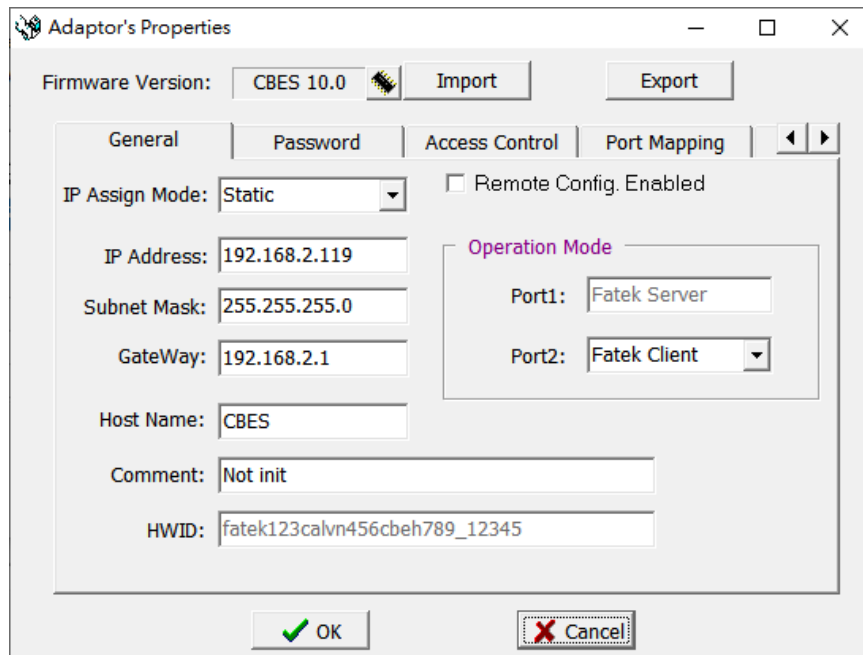 Adaptor's Properties
Firmware Version: CBES 10.0 Import Export
General Password Access Control Port Mapping
IP Assign Mode: Static
Remote Config. Enabled
IP Address: 192.168.2.119
Subnet Mask: 255.255.255.0
GateWay: 192.168.2.1
Operation Mode
Port1: Fatek Server
Port2: Fatek Client
Host Name: CBES
Comment: Not init
HWID: fatek123calvn456cbeh789_12345
OK Cancel